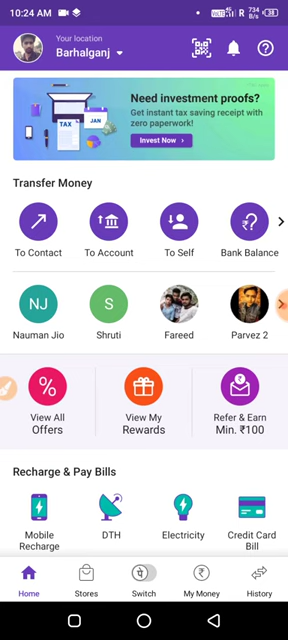 10:24 AM
4G
R
734
B/s
38
Your location
Barhalganj
Need investment proofs?
Get instant tax saving receipt with
zero paperwork!
Invest Now >
TAX
JAN
Transfer Money
To Contact
To Account
To Self
Bank Balance
NJ
S
Nauman Jio
Shruti
Fareed
Parvez 2
View All
Offers
View My
Rewards
Refer & Earn
Min. ₹100
Recharge & Pay Bills
Mobile
Recharge
DTH
Electricity
Credit Card
Bill
Home
Stores
Switch
My Money
History